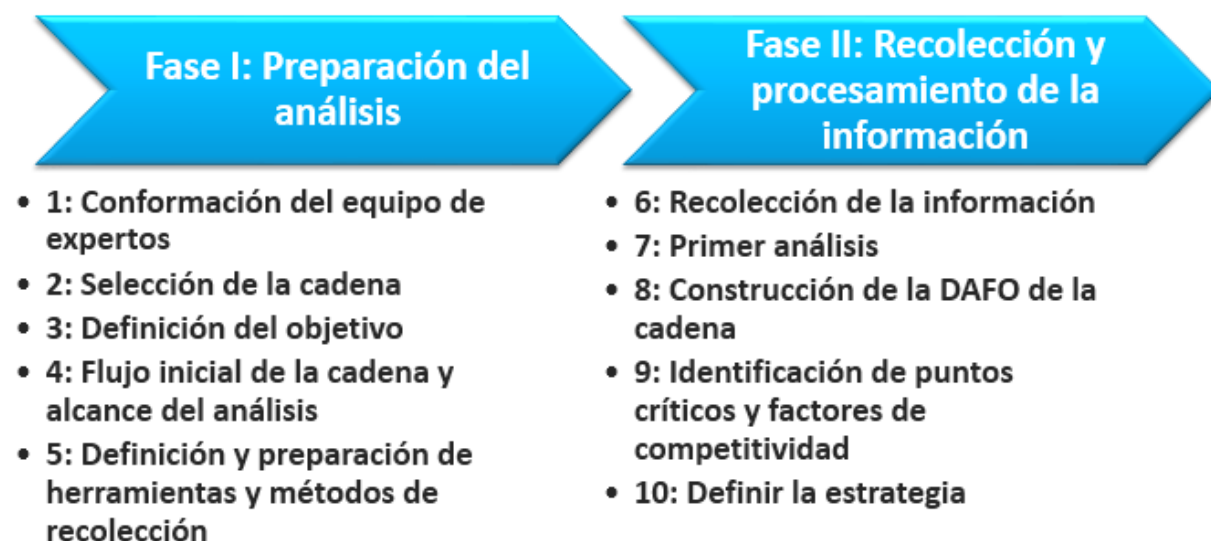 Fase I: Preparación del
análisis
• 1: Conformación del equipo de
expertos
• 2: Selección de la cadena
• 3: Definición del objetivo
• 4: Flujo inicial de la cadena y
alcance del análisis
• 5: Definición y preparación de
herramientas y métodos de
recolección
Fase II: Recolección y
procesamiento de la
información
• 6: Recolección de la información
• 7: Primer análisis
• 8: Construcción de la DAFO de la
cadena
• 9: Identificación de puntos
críticos y factores de
competitividad
• 10: Definir la estrategia